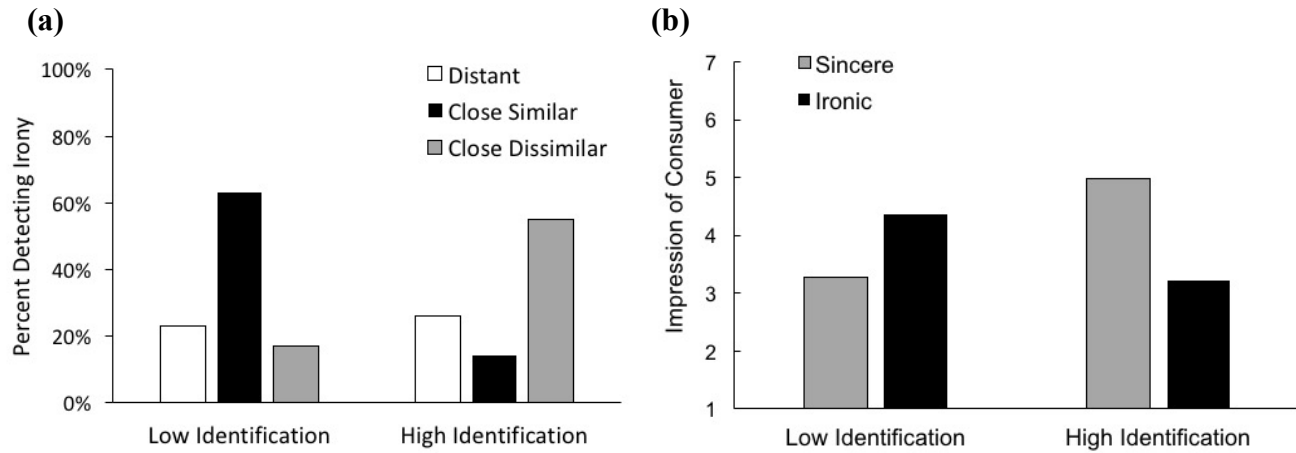 (a)
Percent Detecting Irony
100%
80%
60%
40%
20%
0%
Distant
Close Similar
Close Dissimilar
Low Identification
High Identification
(b)
Impression of Consumer
7
6
5
4
3
2
1
Sincere
Ironic
Low Identification
High Identification